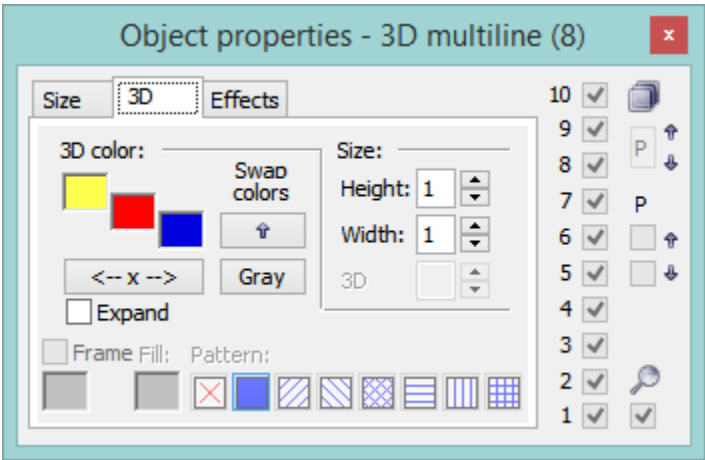 Object properties - 3D multiline (8)
x
Size 3D Effects
3D color:
Swap
colors
<-- x --> Gray
Expand
Size:
Height: 1
Width: 1
3D
Frame Fill: Pattern:
10
9
8 P
7 P
6
5
4
3
2
1